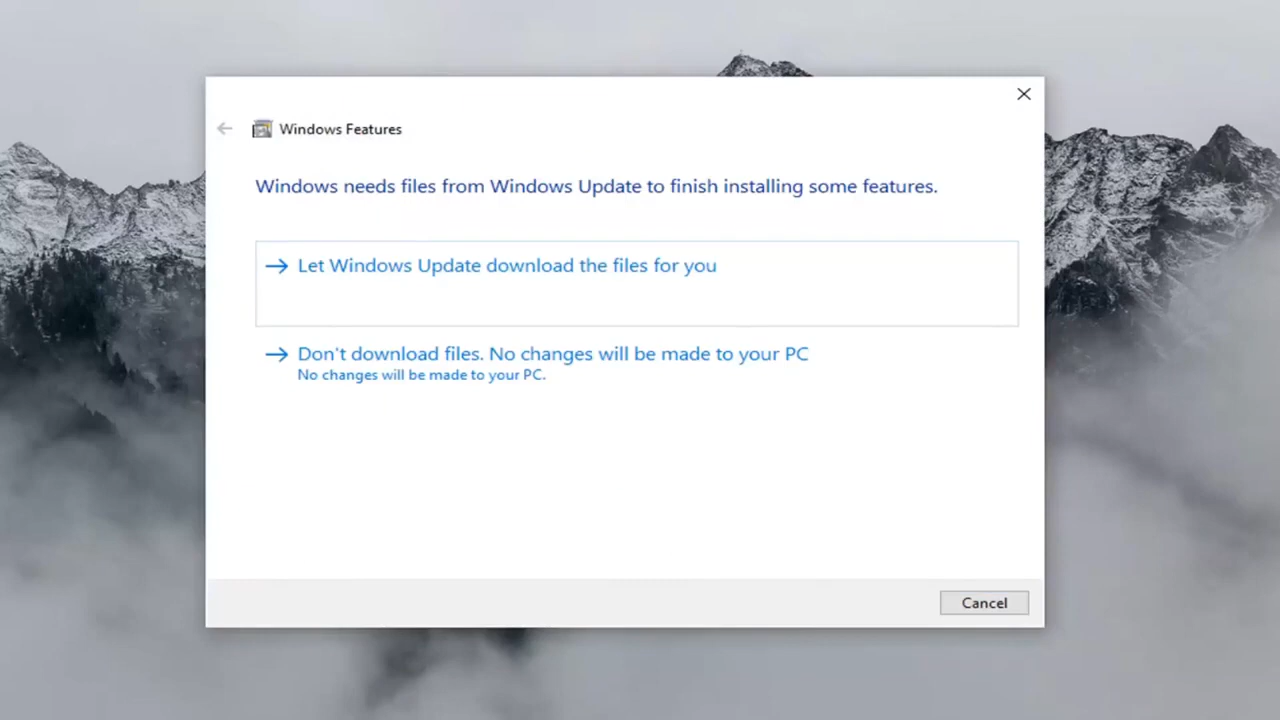 Windows Features
Windows needs files from Windows Update to finish installing some features.
Let Windows Update download the files for you
Don't download files. No changes will be made to your PC
No changes will be made to your PC.
Cancel